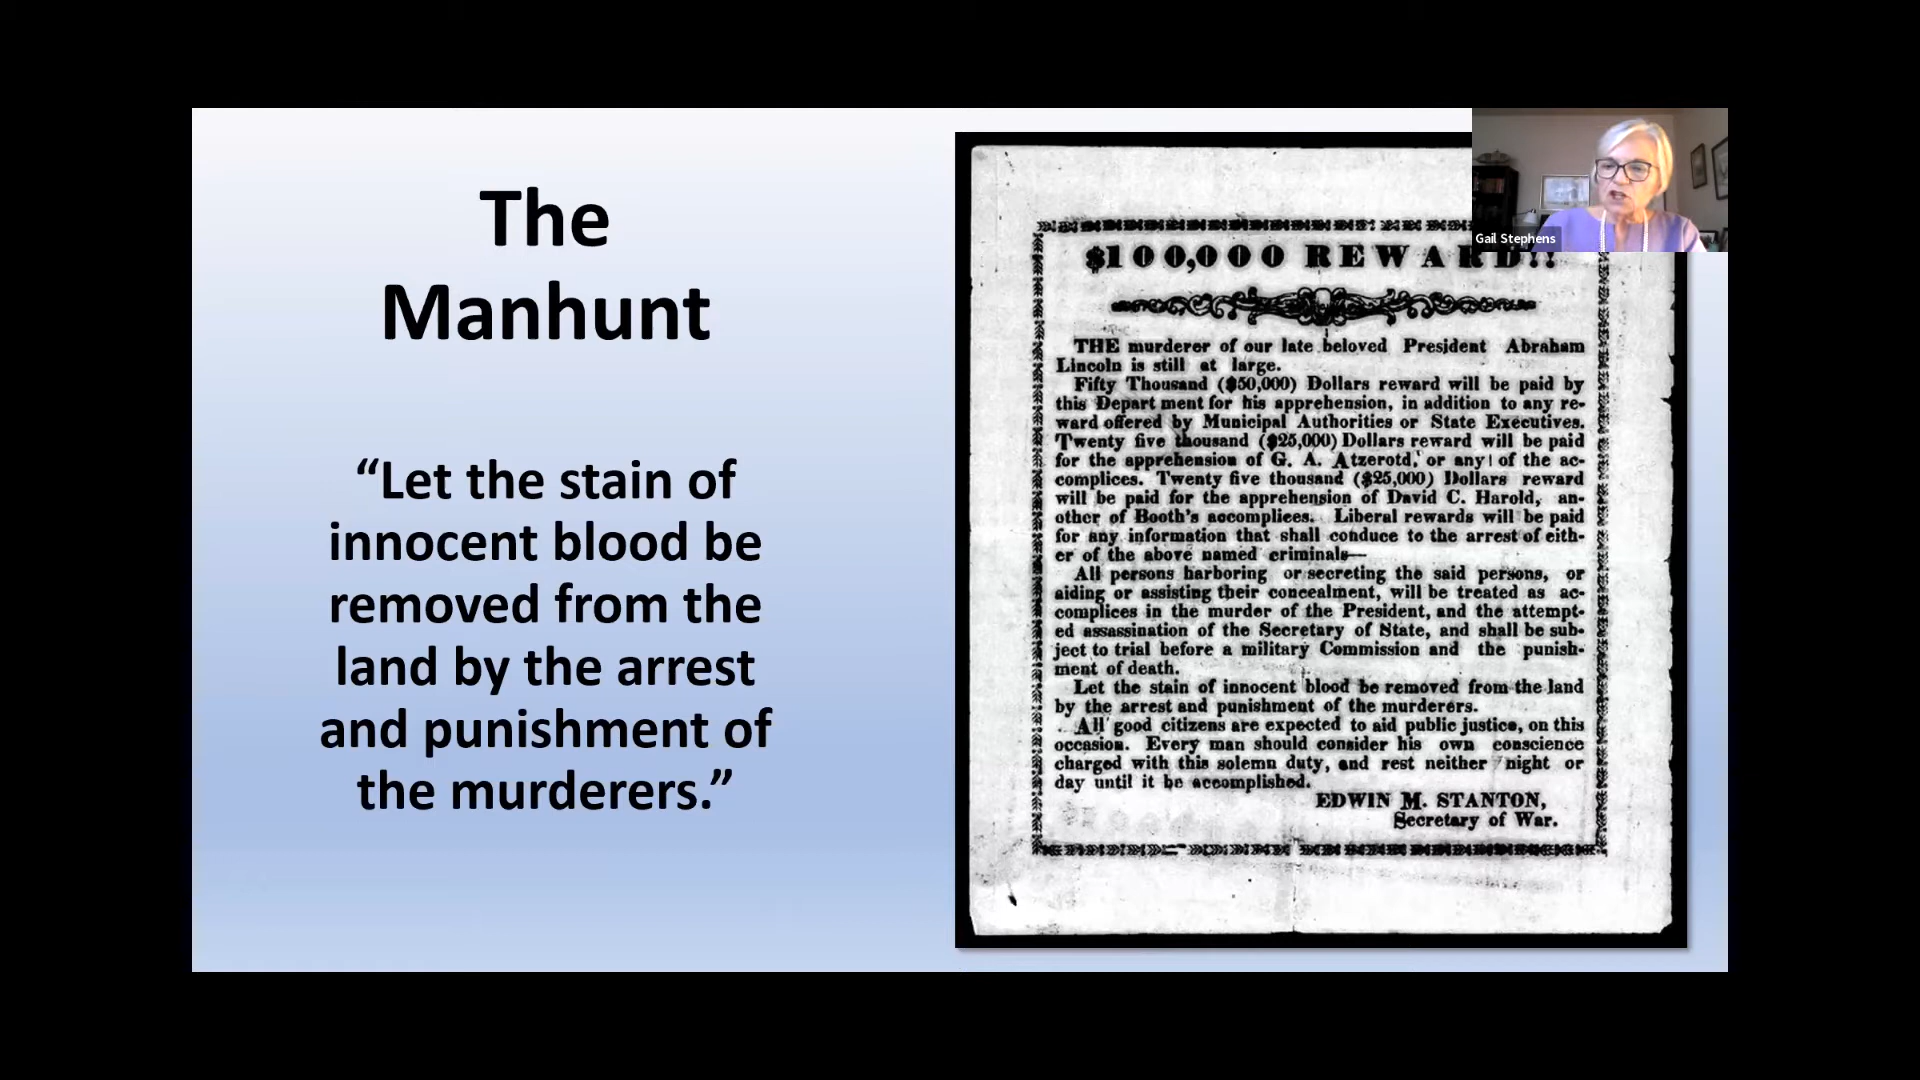 The
Manhunt
“Let the stain of
innocent blood be
removed from the
land by the arrest
and punishment of
the murderers.”
Gail Stephens
$100,000 REWARD!!
THE murderer of our late beloved President Abraham
Lincoln is still at large.
Fifty Thousand ($50,000) Dollars reward will be paid by
this Depart ment for his apprehension, in addition to any re-
ward offered by Municipal Authorities or State Executives.
Twenty five thousand ($25,000) Dollars reward will be paid
for the apprehension of G. A. Atzerotd, or any of the ac-
complices. Twenty five thousand ($25,000) Dollars reward
will be paid for the apprehension of David C. Harold, an-
other of Booth's accomplices. Liberal rewards will be paid
for any information that shall conduce to the arrest of eith-
er of the above named criminals—
All persons harboring or secreting the said persons, or
aiding or assisting their concealment, will be treated as ac-
complices in the murder of the President, and the attempt-
ed assassination of the Secretary of State, and shall be sub-
ject to trial before a military Commission and the punish-
ment of death.
Let the stain of innocent blood be removed from the land
by the arrest and punishment of the murderers.
All good citizens are expected to aid public justice, on this
occasion. Every man should consider his own conscience
charged with this solemn duty, and rest neither night or
day until it be accomplished.
EDWIN M. STANTON,
Secretary of War.